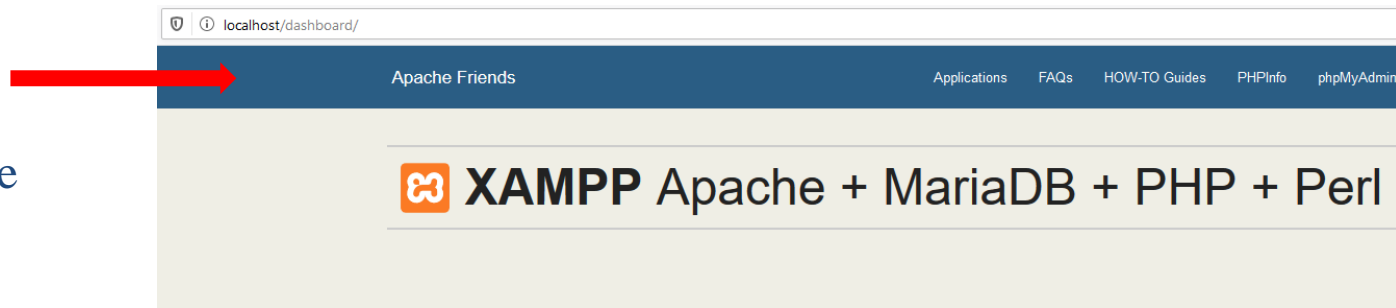 localhost/dashboard/
Apache Friends
Applications FAQs HOW-TO Guides PHPInfo phpMyAdmin
e
XAMPP Apache + MariaDB + PHP + Perl